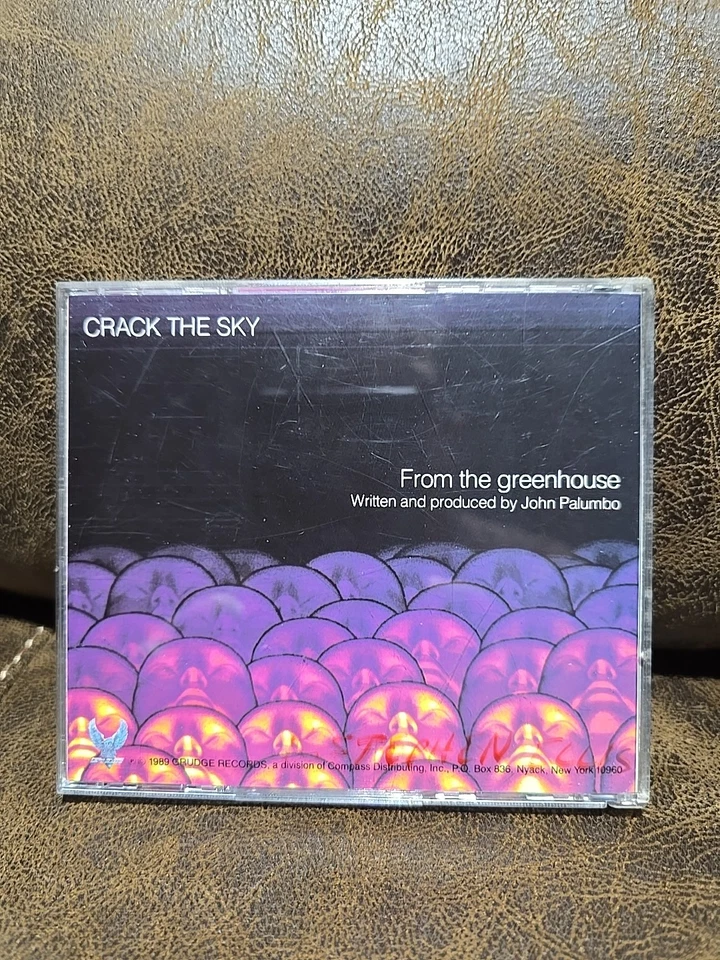 CRACK THE SKY
From the greenhouse
Written and produced by John Palumbo
1989 GRUDGE RECORDS, a division of Compass Distributing, Inc., P.O. Box 836, Nyack, New York 10960